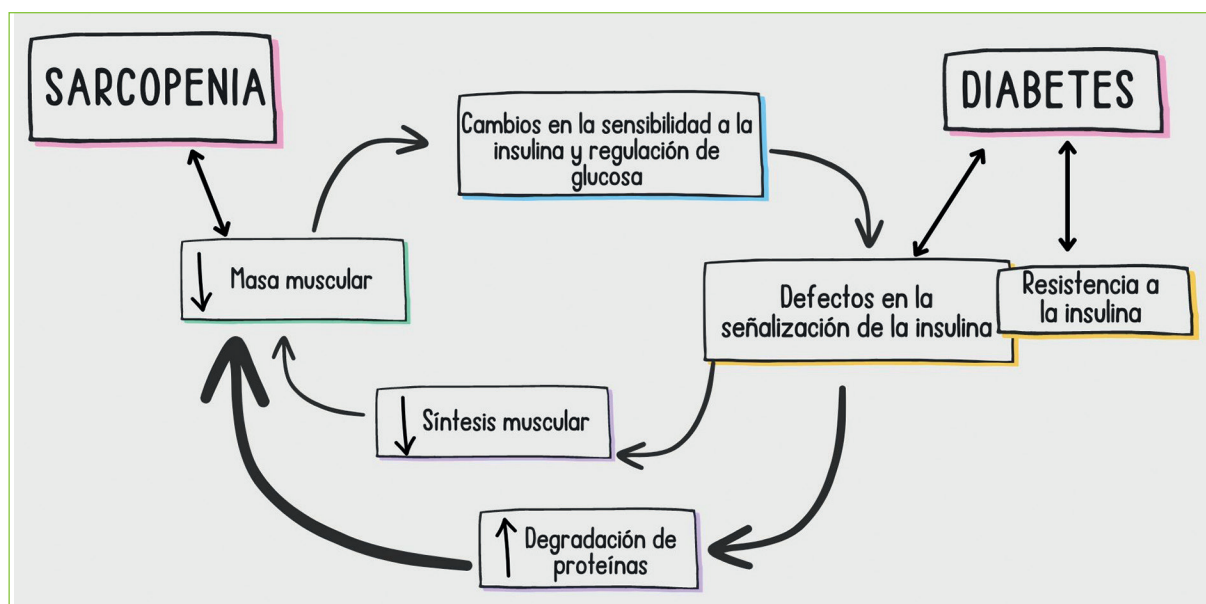 SARCOPENIA
DIABETES
Cambios en la sensibilidad a la
insulina y regulación de
glucosa
Masa muscular
Defectos en la
señalización de la insulina
Resistencia a
la insulina
Síntesis muscular
Degradación de
proteínas